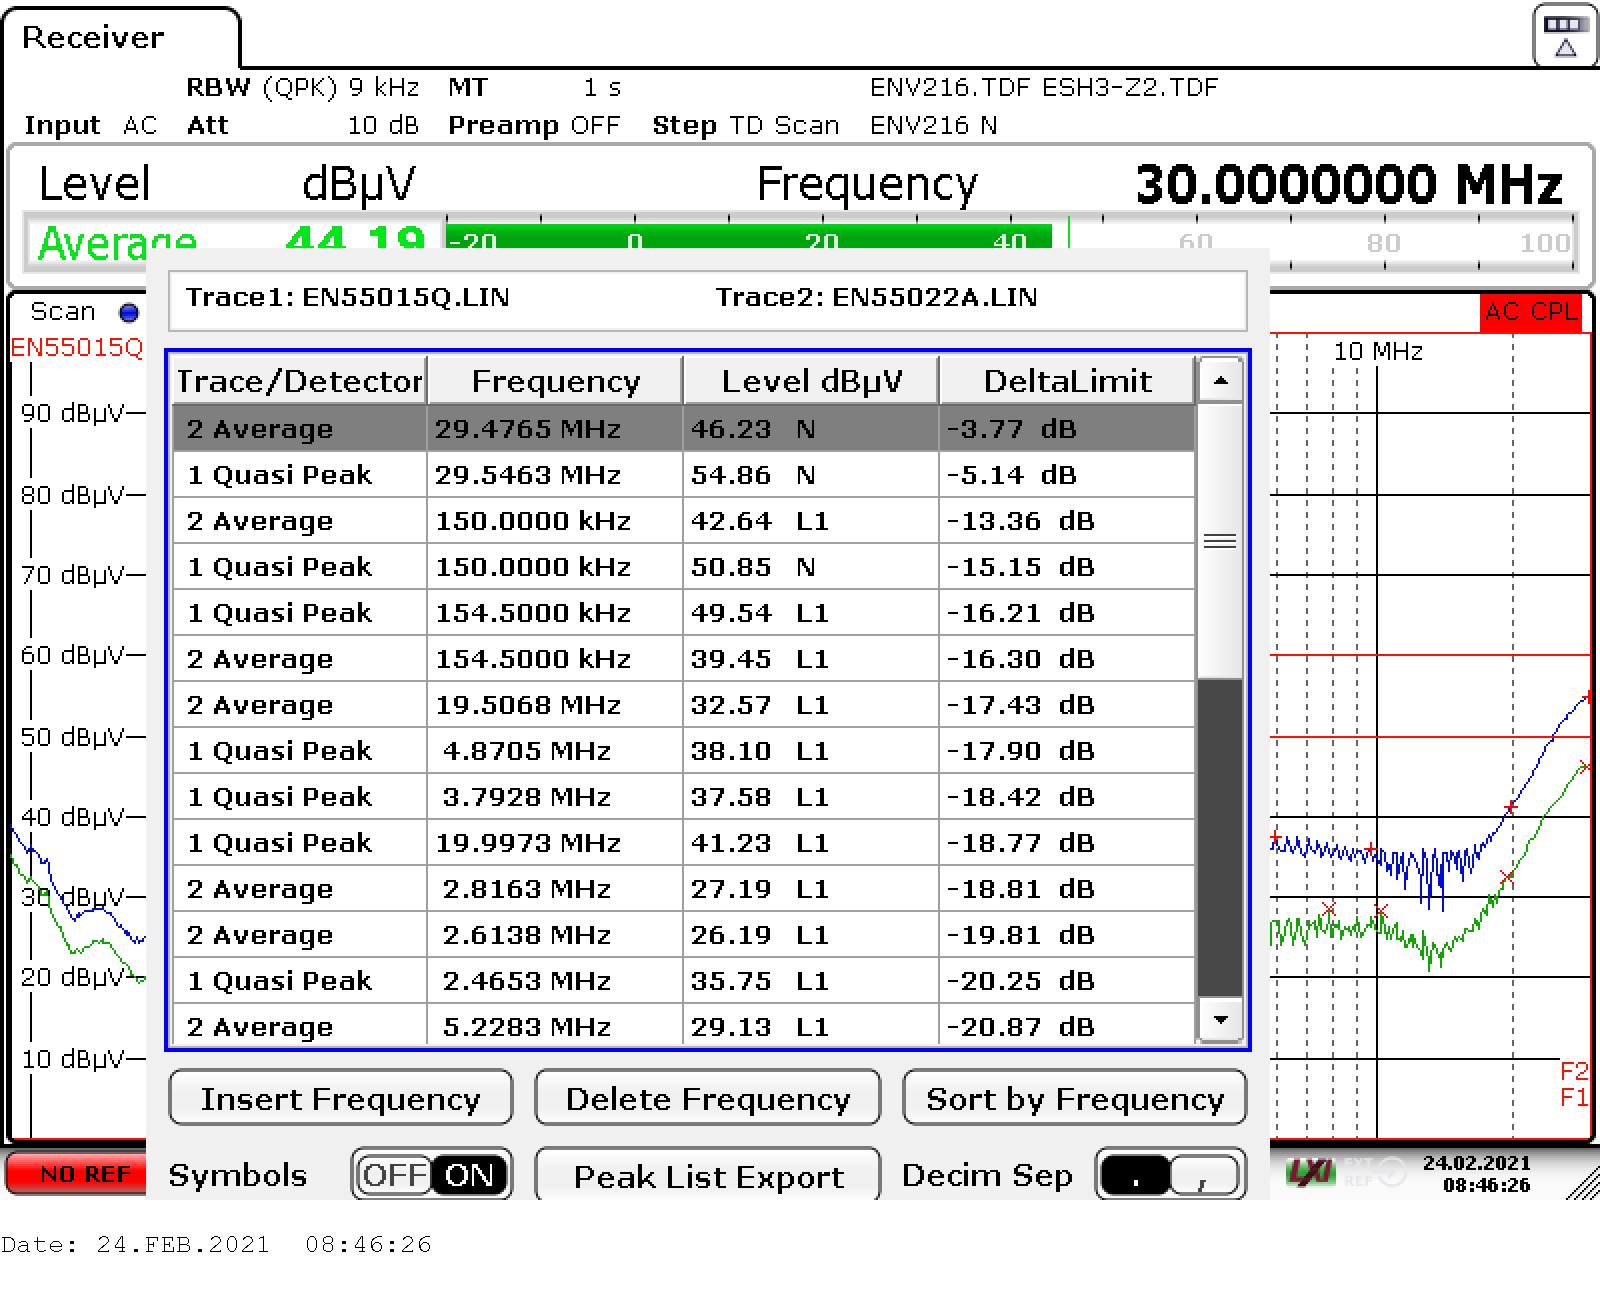 Receiver
RBW (QPK) 9 kHz MT 1 s ENV216.TDF ESH3-Z2.TDF
Input AC Att 10 dB Preamp OFF Step TD Scan ENV216 N
Level dBµV Frequency 30.0000000 MHz
Average 44.19 -20 0 20 40 60 80 100
Trace1: EN55015Q.LIN Trace2: EN55022A.LIN
Scan AC CPL
EN55015Q 10 MHz
Trace/Detector Frequency Level dBµV DeltaLimit
2 Average 29.4765 MHz 46.23 N -3.77 dB
1 Quasi Peak 29.5463 MHz 54.86 N -5.14 dB
2 Average 150.0000 kHz 42.64 L1 -13.36 dB
1 Quasi Peak 150.0000 kHz 50.85 N -15.15 dB
1 Quasi Peak 154.5000 kHz 49.54 L1 -16.21 dB
2 Average 154.5000 kHz 39.45 L1 -16.30 dB
2 Average 19.5068 MHz 32.57 L1 -17.43 dB
1 Quasi Peak 4.8705 MHz 38.10 L1 -17.90 dB
1 Quasi Peak 3.7928 MHz 37.58 L1 -18.42 dB
1 Quasi Peak 19.9973 MHz 41.23 L1 -18.77 dB
2 Average 2.8163 MHz 27.19 L1 -18.81 dB
2 Average 2.6138 MHz 26.19 L1 -19.81 dB
1 Quasi Peak 2.4653 MHz 35.75 L1 -20.25 dB
2 Average 5.2283 MHz 29.13 L1 -20.87 dB
90 dBµV
80 dBµV
70 dBµV
60 dBµV
50 dBµV
40 dBµV
30 dBµV
20 dBµV
10 dBµV
F2
F1
Insert Frequency Delete Frequency Sort by Frequency
Symbols OFF ON Peak List Export Decim Sep . ,
NO REF LXI EXT REF 24.02.2021
08:46:26
Date: 24.FEB.2021 08:46:26